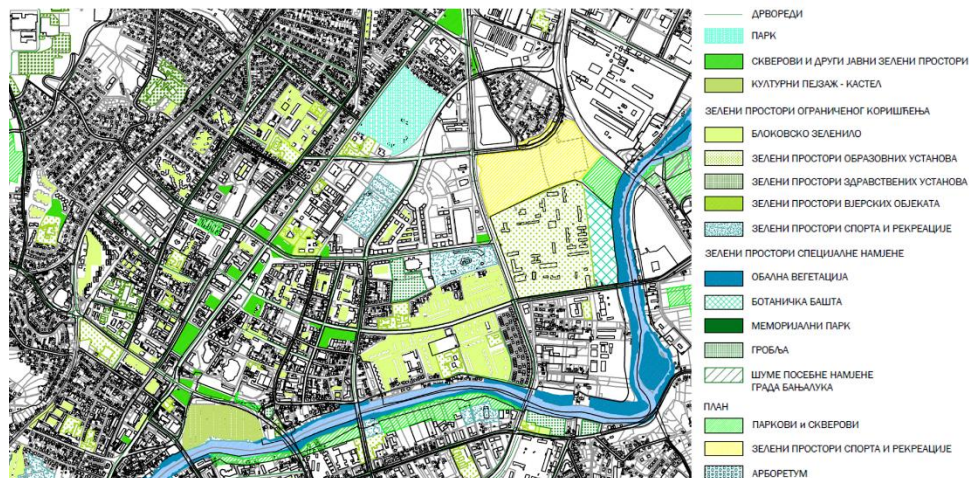 ДРВОРЕДИ
ПАРК
СКВЕРОВИ И ДРУГИ ЈАВНИ ЗЕЛЕНИ ПРОСТОРИ
КУЛТУРНИ ПЕЈЗАЖ - КАСТЕЛ
ЗЕЛЕНИ ПРОСТОРИ ОГРАНИЧЕНОГ КОРИШЋЕЊА
БЛОКОВСКО ЗЕЛЕНИЛО
ЗЕЛЕНИ ПРОСТОРИ ОБРАЗОВНИХ УСТАНОВА
ЗЕЛЕНИ ПРОСТОРИ ЗДРАВСТВЕНИХ УСТАНОВА
ЗЕЛЕНИ ПРОСТОРИ ВЈЕРСКИХ ОБЈЕКАТА
ЗЕЛЕНИ ПРОСТОРИ СПОРТА И РЕКРЕАЦИЈЕ
ЗЕЛЕНИ ПРОСТОРИ СПЕЦИЈАЛНЕ НАМЈЕНЕ
ОБАЛНА ВЕГЕТАЦИЈА
БОТАНИЧКА БАШТА
МЕМОРИЈАЛНИ ПАРК
ГРОБЉА
ШУМЕ ПОСЕБНЕ НАМЈЕНЕ
ГРАДА БАЊАЛУКА
ПЛАН
ПАРКОВИ и СКВЕРОВИ
ЗЕЛЕНИ ПРОСТОРИ СПОРТА И РЕКРЕАЦИЈЕ
АРБОРЕТУМ